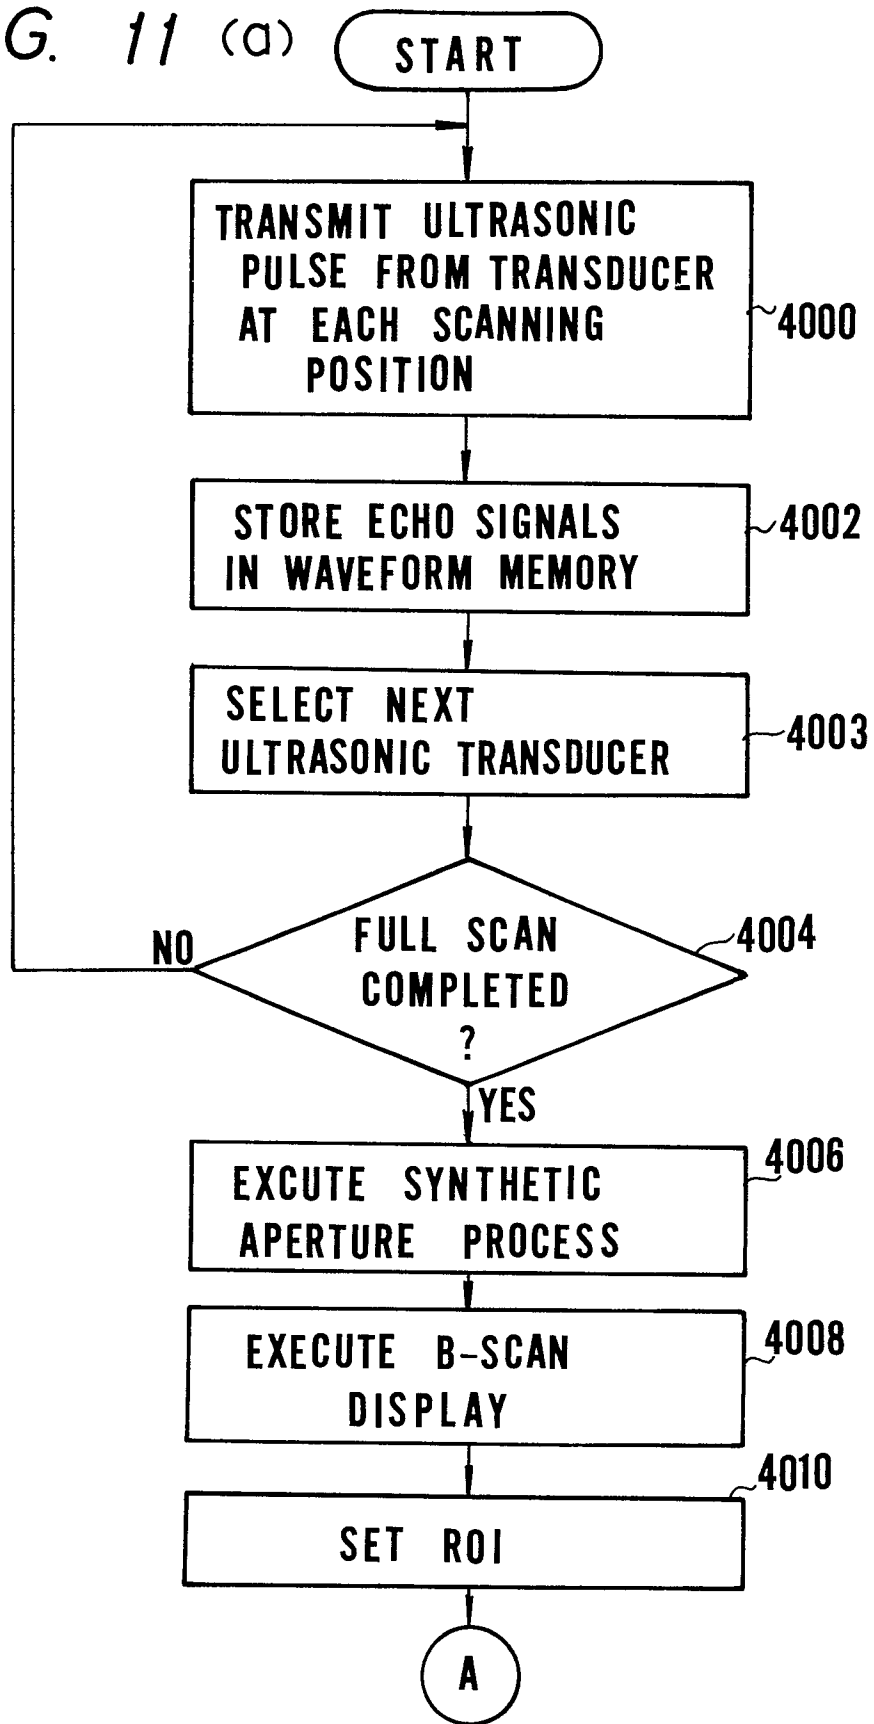 G. 11 (a)
START
TRANSMIT ULTRASONIC
PULSE FROM TRANSDUCER
AT EACH SCANNING
POSITION
4000
STORE ECHO SIGNALS
IN WAVEFORM MEMORY
4002
SELECT NEXT
ULTRASONIC TRANSDUCER
4003
FULL SCAN
COMPLETED
?
4004
NO
YES
EXCUTE SYNTHETIC
APERTURE PROCESS
4006
EXECUTE B-SCAN
DISPLAY
4008
SET ROI
4010
A